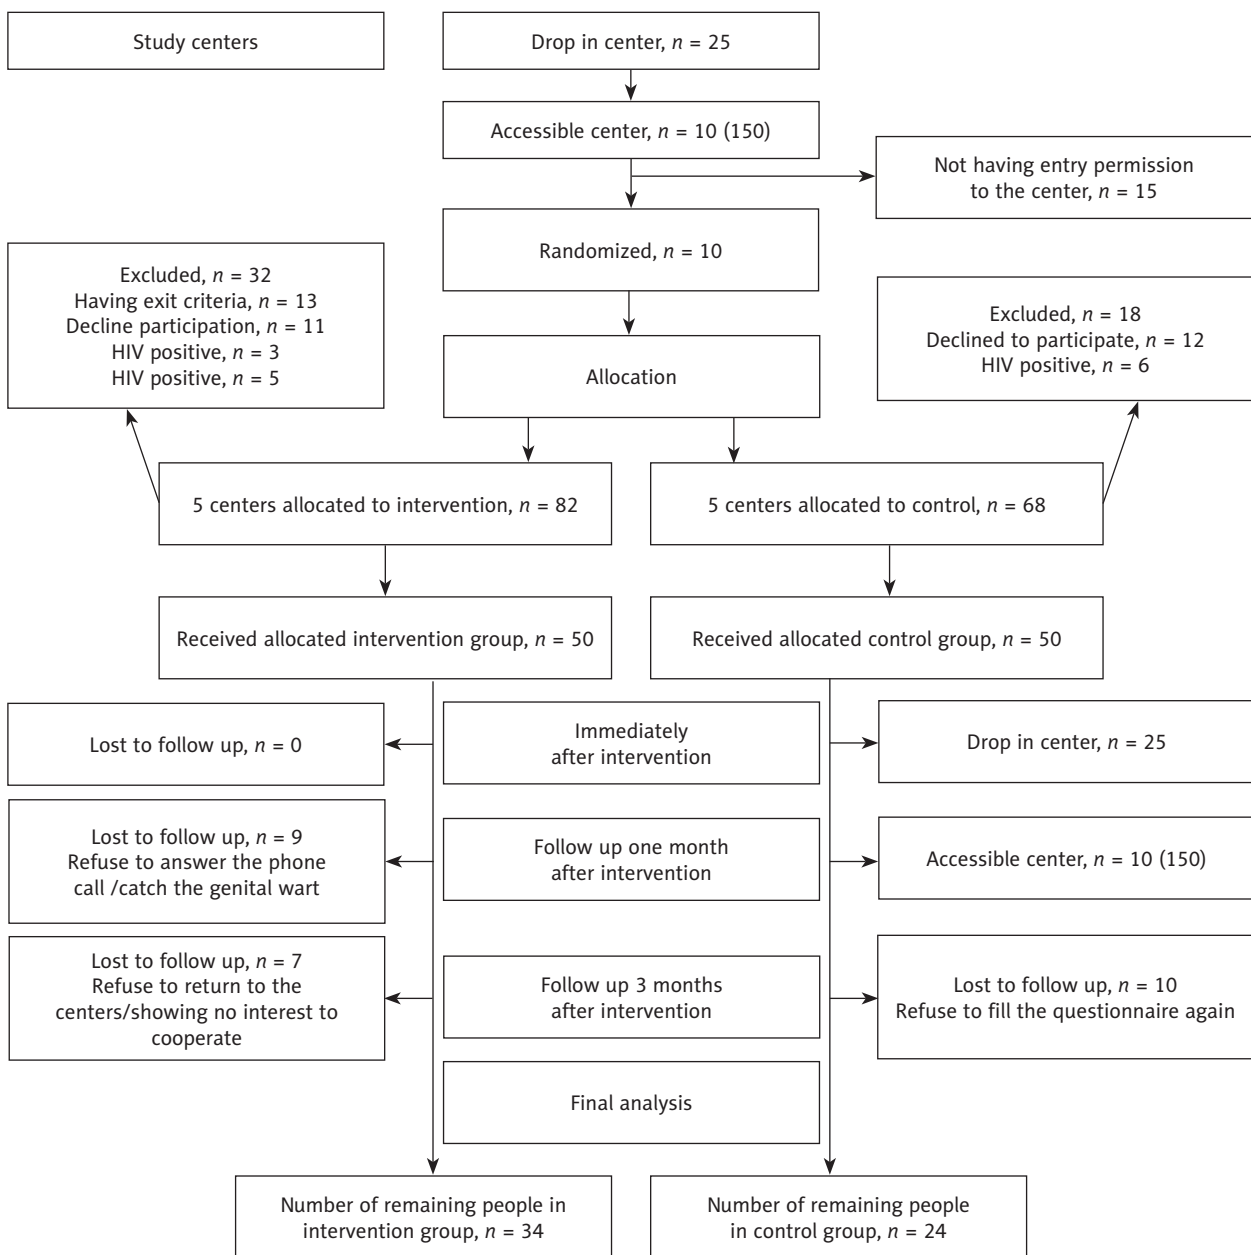 Study centers
Drop in center, n = 25
Accessible center, n = 10 (150)
Not having entry permission
to the center, n = 15
Randomized, n = 10
Excluded, n = 32
Having exit criteria, n = 13
Decline participation, n = 11
HIV positive, n = 3
HIV positive, n = 5
Excluded, n = 18
Declined to participate, n = 12
HIV positive, n = 6
Allocation
5 centers allocated to intervention, n = 82
5 centers allocated to control, n = 68
Received allocated intervention group, n = 50
Received allocated control group, n = 50
Lost to follow up, n = 0
Immediately
after intervention
Drop in center, n = 25
Lost to follow up, n = 9
Refuse to answer the phone
call /catch the genital wart
Follow up one month
after intervention
Accessible center, n = 10 (150)
Lost to follow up, n = 7
Refuse to return to the
centers/showing no interest to
cooperate
Follow up 3 months
after intervention
Lost to follow up, n = 10
Refuse to fill the questionnaire again
Final analysis
Number of remaining people in
intervention group, n = 34
Number of remaining people
in control group, n = 24